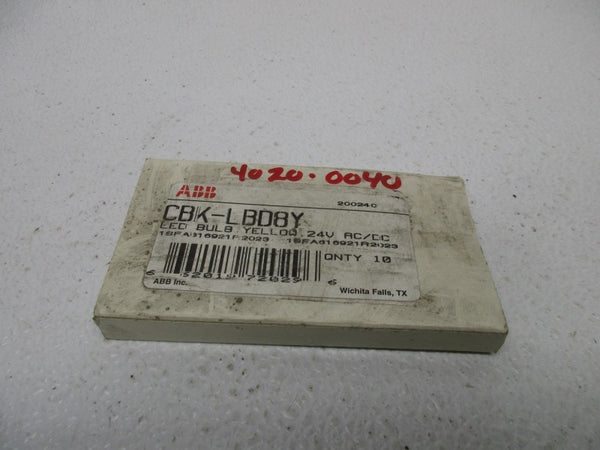 4020·0040
ABB
200240
CBK-LBD8Y
LED BULB YELLOW 24V AC/DC
1SFA616921R2023 1SFA616921R2023
QNTY 10
ABB Inc.
Wichita Falls, TX